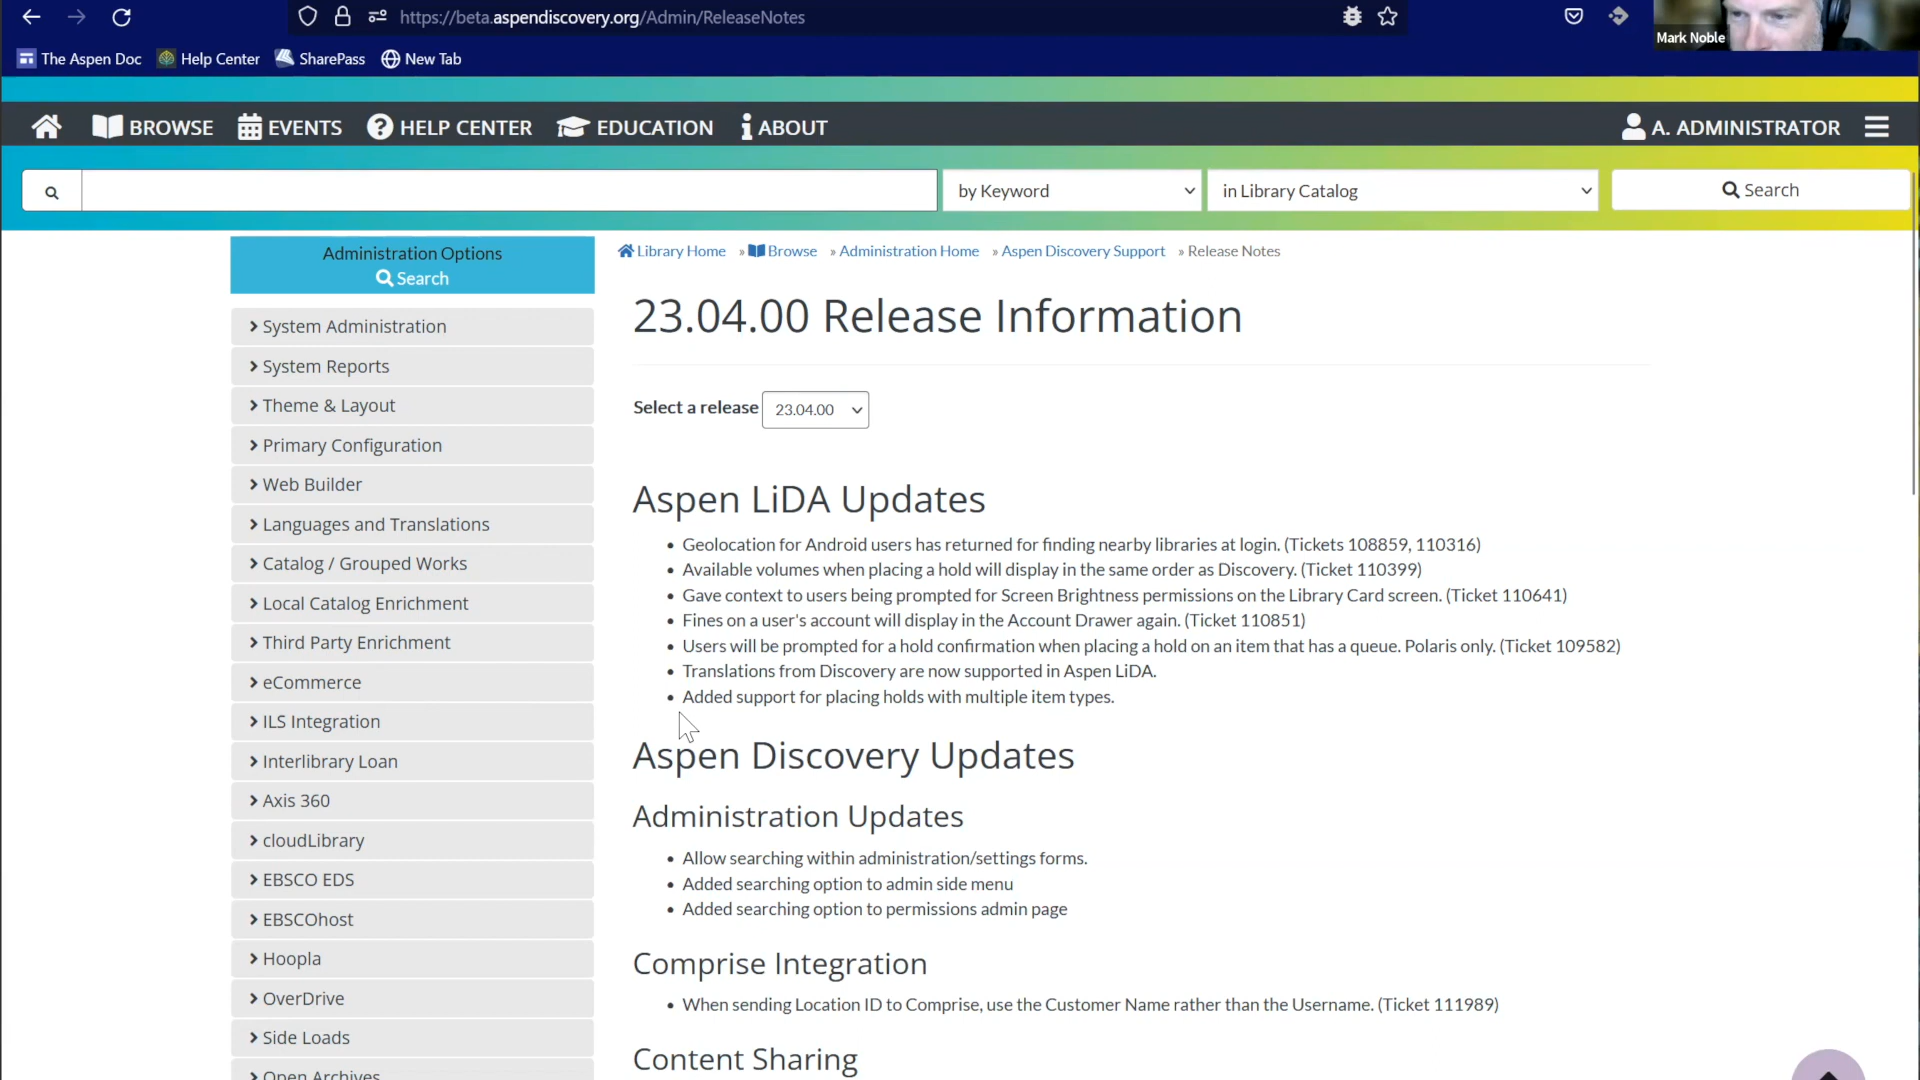 https://beta.aspendiscovery.org/Admin/ReleaseNotes
Mark Noble
The Aspen Doc
Help Center
SharePass
New Tab
BROWSE
EVENTS
HELP CENTER
EDUCATION
ABOUT
A. ADMINISTRATOR
by Keyword
in Library Catalog
Search
Administration Options
Search
System Administration
System Reports
Theme & Layout
Primary Configuration
Web Builder
Languages and Translations
Catalog / Grouped Works
Local Catalog Enrichment
Third Party Enrichment
eCommerce
ILS Integration
Interlibrary Loan
Axis 360
cloudLibrary
EBSCO EDS
EBSCOhost
Hoopla
OverDrive
Side Loads
Open Archives
Library Home » Browse » Administration Home » Aspen Discovery Support » Release Notes
23.04.00 Release Information
Select a release 23.04.00
Aspen LiDA Updates
• Geolocation for Android users has returned for finding nearby libraries at login. (Tickets 108859, 110316)
• Available volumes when placing a hold will display in the same order as Discovery. (Ticket 110399)
• Gave context to users being prompted for Screen Brightness permissions on the Library Card screen. (Ticket 110641)
• Fines on a user's account will display in the Account Drawer again. (Ticket 110851)
• Users will be prompted for a hold confirmation when placing a hold on an item that has a queue. Polaris only. (Ticket 109582)
• Translations from Discovery are now supported in Aspen LiDA.
• Added support for placing holds with multiple item types.
Aspen Discovery Updates
Administration Updates
• Allow searching within administration/settings forms.
• Added searching option to admin side menu
• Added searching option to permissions admin page
Comprise Integration
• When sending Location ID to Comprise, use the Customer Name rather than the Username. (Ticket 111989)
Content Sharing